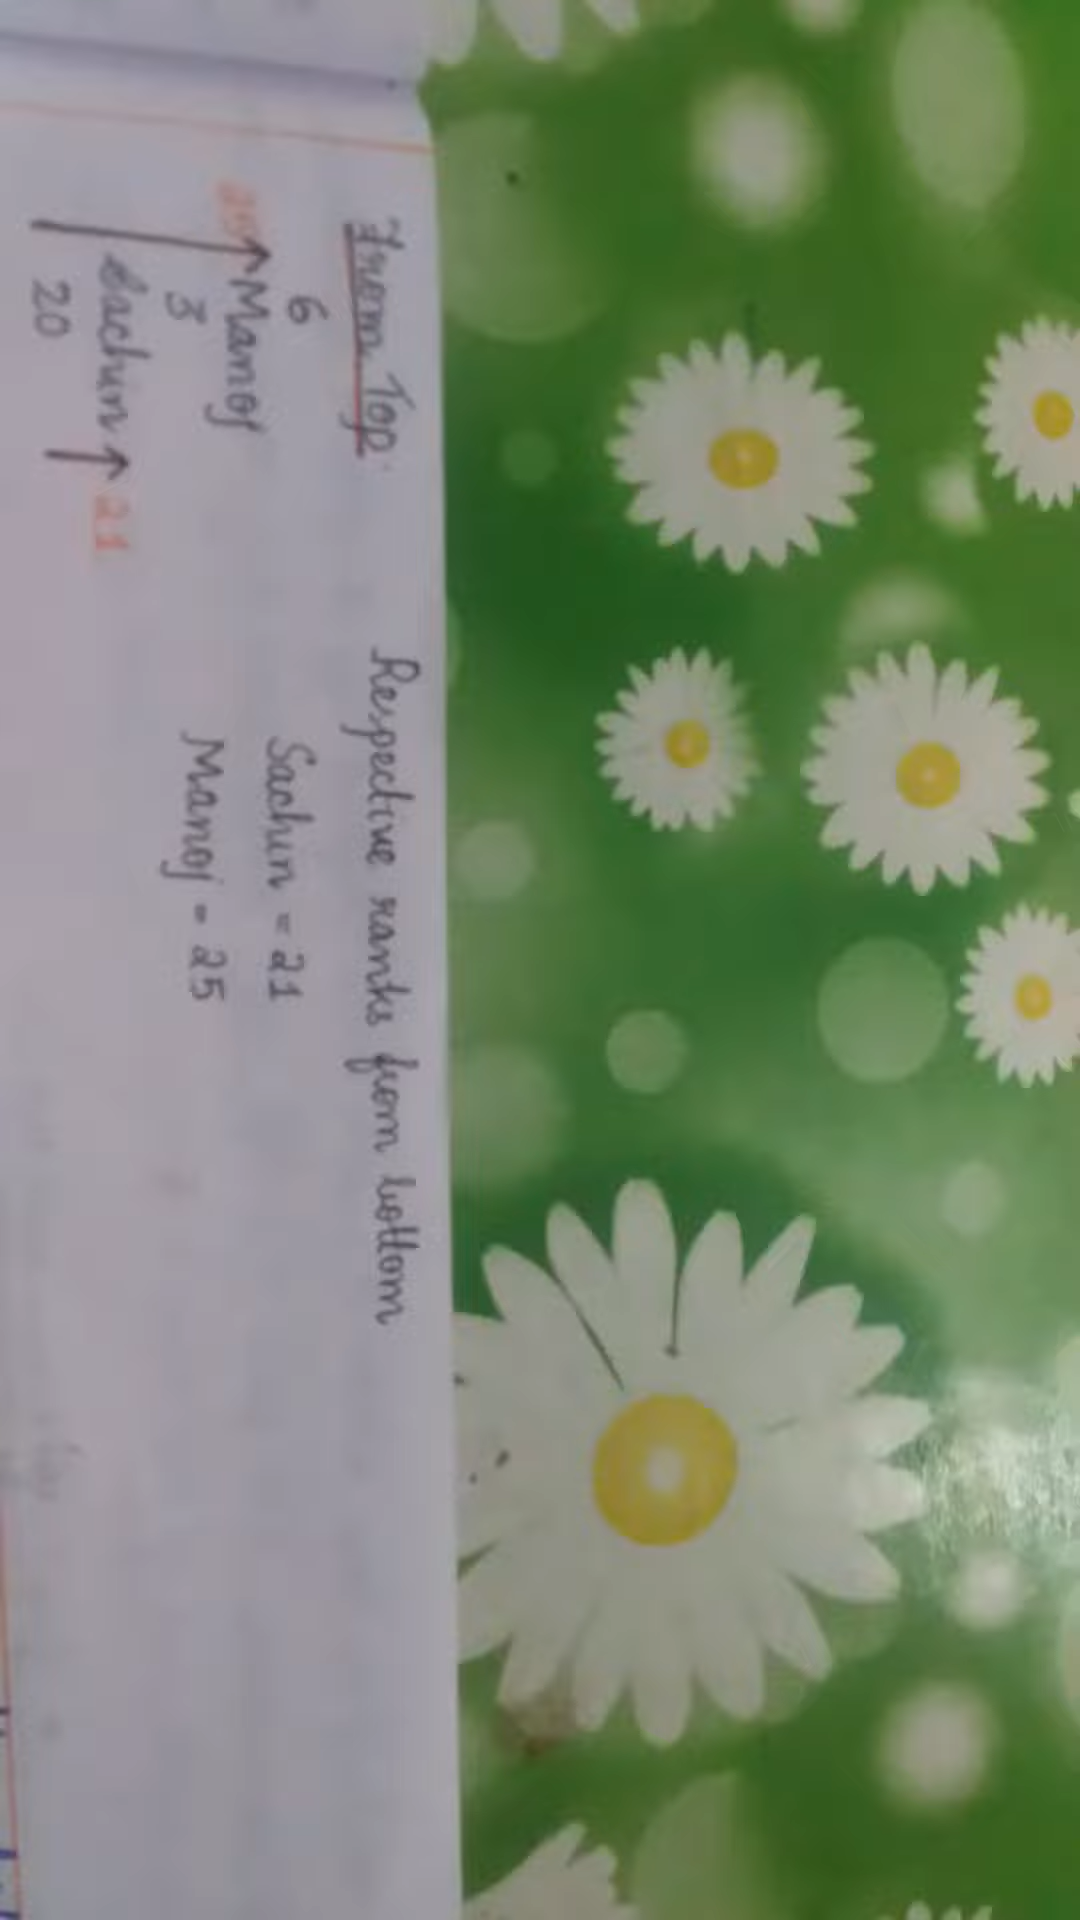 From Top
Respective ranks from bottom
6
Sachin = 21
Manoj
Manoj - 25
3
Sachin 21
20